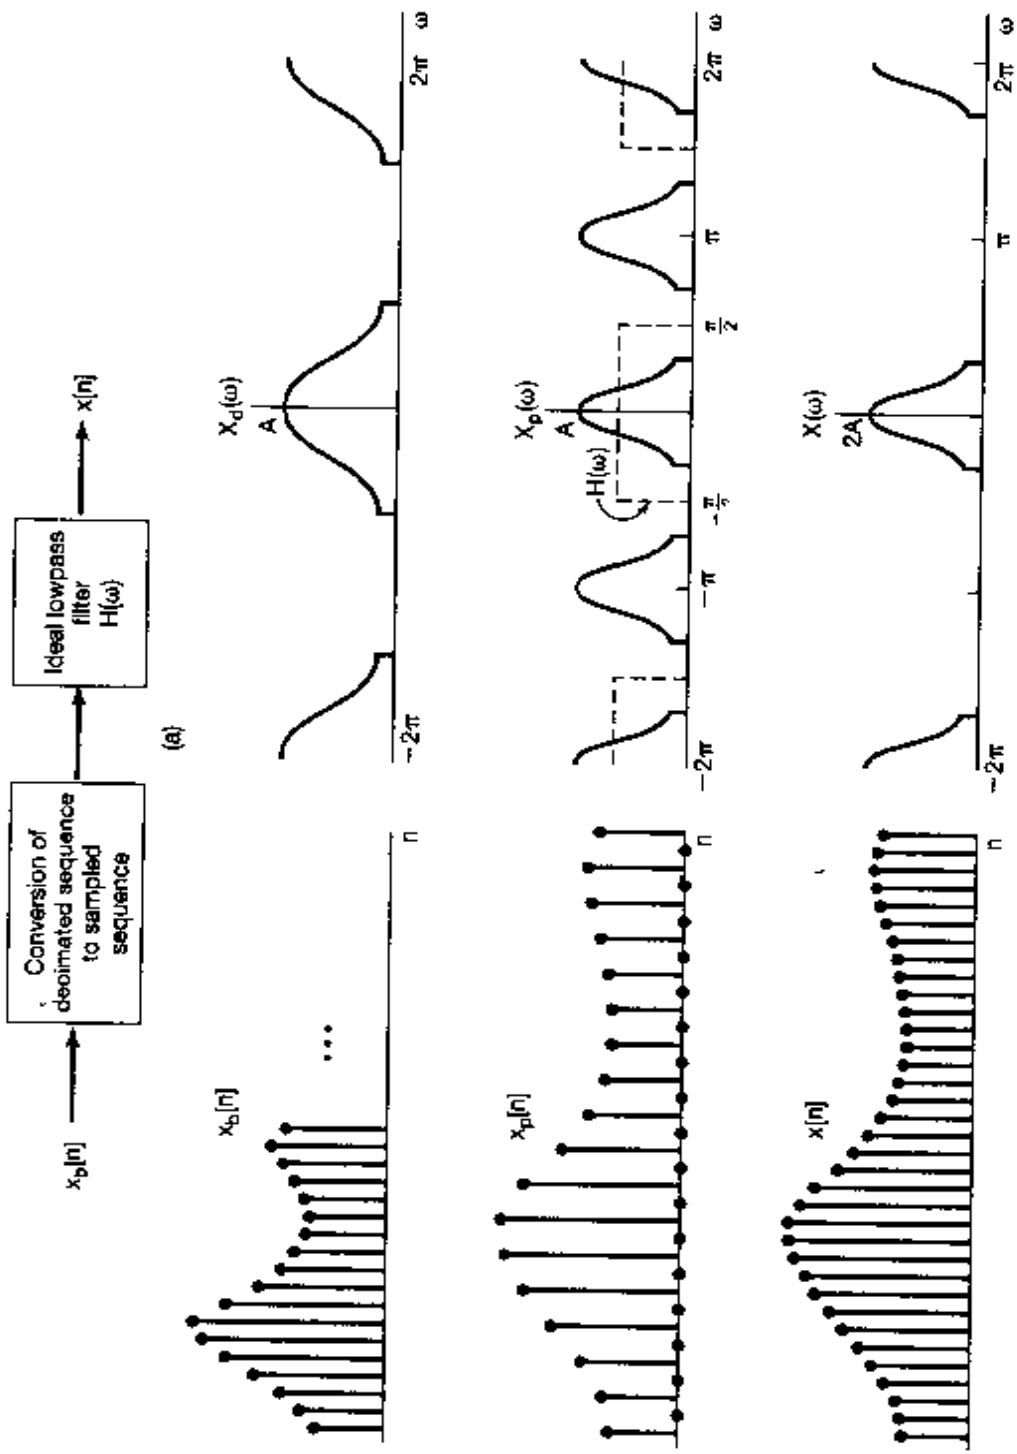 x_b[n]
Conversion of
decimated sequence
to sampled
sequence
Ideal lowpass
filter
H(ω)
x[n]
(a)
x_b[n]
...
n
X_d(ω)
A
−2π
2π
ω
x_p[n]
n
X_p(ω)
A
H(ω)
−2π
−π
−π/2
π/2
π
2π
ω
x[n]
n
X(ω)
2A
−2π
π
2π
ω